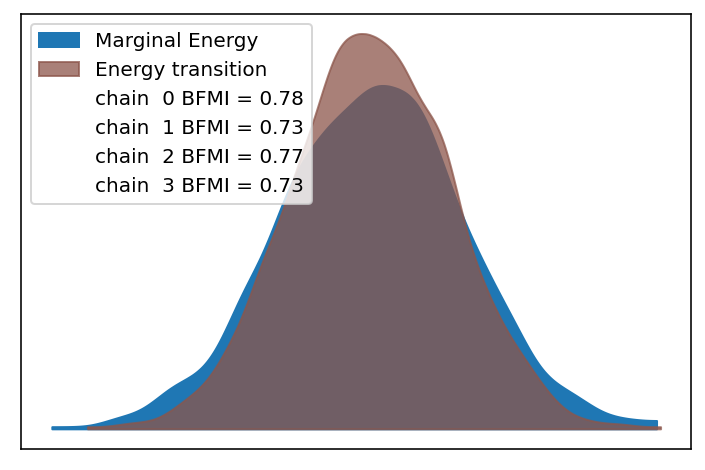 Marginal Energy
Energy transition
chain  0 BFMI = 0.78
chain  1 BFMI = 0.73
chain  2 BFMI = 0.77
chain  3 BFMI = 0.73